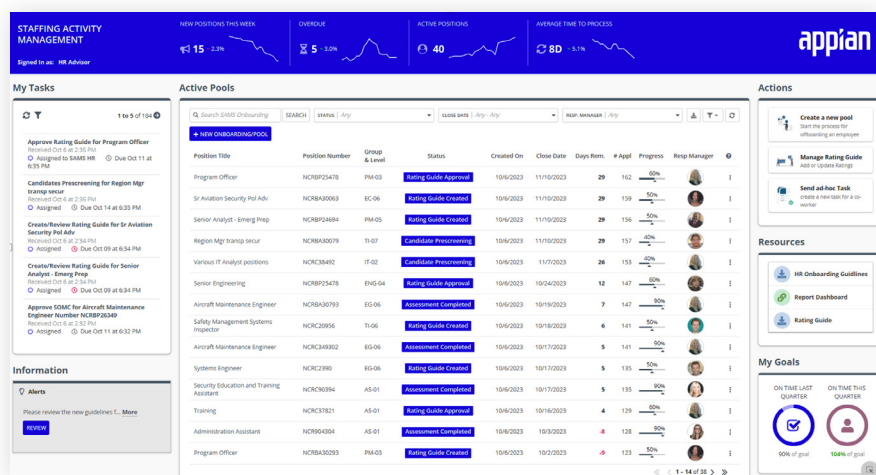 STAFFING ACTIVITY
MANAGEMENT
Signed In as: HR Advisor
NEW POSITIONS THIS WEEK
15 - 2.3%
OVERDUE
5 - 3.0%
ACTIVE POSITIONS
40
AVERAGE TIME TO PROCESS
8D - 5.1%
appian
My Tasks
1 to 5 of 184
Approve Rating Guide for Program Officer
Received Oct 6 at 2:35 PM
Assigned to SAMS HR Due Oct 11 at
6:35 PM
Candidates Prescreening for Region Mgr
transp secur
Received Oct 6 at 2:35 PM
Assigned Due Oct 14 at 6:35 PM
Create/Review Rating Guide for Sr Aviation
Security Pol Adv
Received Oct 6 at 2:34 PM
Assigned Due Oct 09 at 6:34 PM
Create/Review Rating Guide for Senior
Analyst - Emerg Prep
Received Oct 6 at 2:34 PM
Assigned Due Oct 09 at 6:34 PM
Approve SOMC for Aircraft Maintenance
Engineer Number NCRBP26349
Received Oct 6 at 2:32 PM
Assigned Due Oct 11 at 6:32 PM
Information
Alerts
Please review the new guidelines f... More
REVIEW
Active Pools
Search SAMS Onboarding SEARCH STATUS | Any CLOSE DATE | Any - Any RESP. MANAGER | Any
+ NEW ONBOARDING/POOL
Position Title Position Number Group & Level Status Created On Close Date Days Rem. # Appl Progress Resp Manager
Program Officer NCRBP25478 PM-03 Rating Guide Approval 10/6/2023 11/10/2023 29 162 60%
Sr Aviation Security Pol Adv NCRBA30063 EC-06 Rating Guide Created 10/6/2023 11/10/2023 29 159 50%
Senior Analyst - Emerg Prep NCRBP24694 PM-05 Rating Guide Created 10/6/2023 11/10/2023 29 156 50%
Region Mgr transp secur NCRBA30079 TI-07 Candidate Prescreening 10/6/2023 11/10/2023 29 157 40%
Various IT Analyst positions NCRC38492 IT-02 Candidate Prescreening 10/6/2023 11/7/2023 26 153 40%
Senior Engineering NCRBP25478 ENG-04 Rating Guide Approval 10/6/2023 10/24/2023 12 147 60%
Aircraft Maintenance Engineer NCRBA30793 EG-06 Assessment Completed 10/6/2023 10/19/2023 7 147 90%
Safety Management Systems
Inspector NCRC20956 TI-06 Rating Guide Created 10/6/2023 10/18/2023 6 141 50%
Aircraft Maintenance Engineer NCRC349302 EG-06 Assessment Completed 10/6/2023 10/17/2023 5 141 90%
Systems Engineer NCRC2390 EG-06 Rating Guide Created 10/6/2023 10/17/2023 5 135 50%
Security Education and Training
Assistant NCRC90394 AS-01 Assessment Completed 10/6/2023 10/17/2023 5 135 90%
Training NCRC37821 AS-01 Rating Guide Approval 10/6/2023 10/16/2023 4 129 60%
Administration Assistant NCR904304 AS-01 Assessment Completed 10/6/2023 10/3/2023 -8 128 90%
Program Officer NCRBA30293 PM-03 Rating Guide Created 10/6/2023 10/2/2023 -9 123 50%
1 - 14 of 38
Actions
Create a new pool
Start the process for
offboarding an employee
Manage Rating Guide
Add or Update Ratings
Send ad-hoc Task
create a new task for a co-
worker
Resources
HR Onboarding Guidlines
Report Dashboard
Rating Guide
My Goals
ON TIME LAST
QUARTER
90% of goal
ON TIME THIS
QUARTER
104% of goal